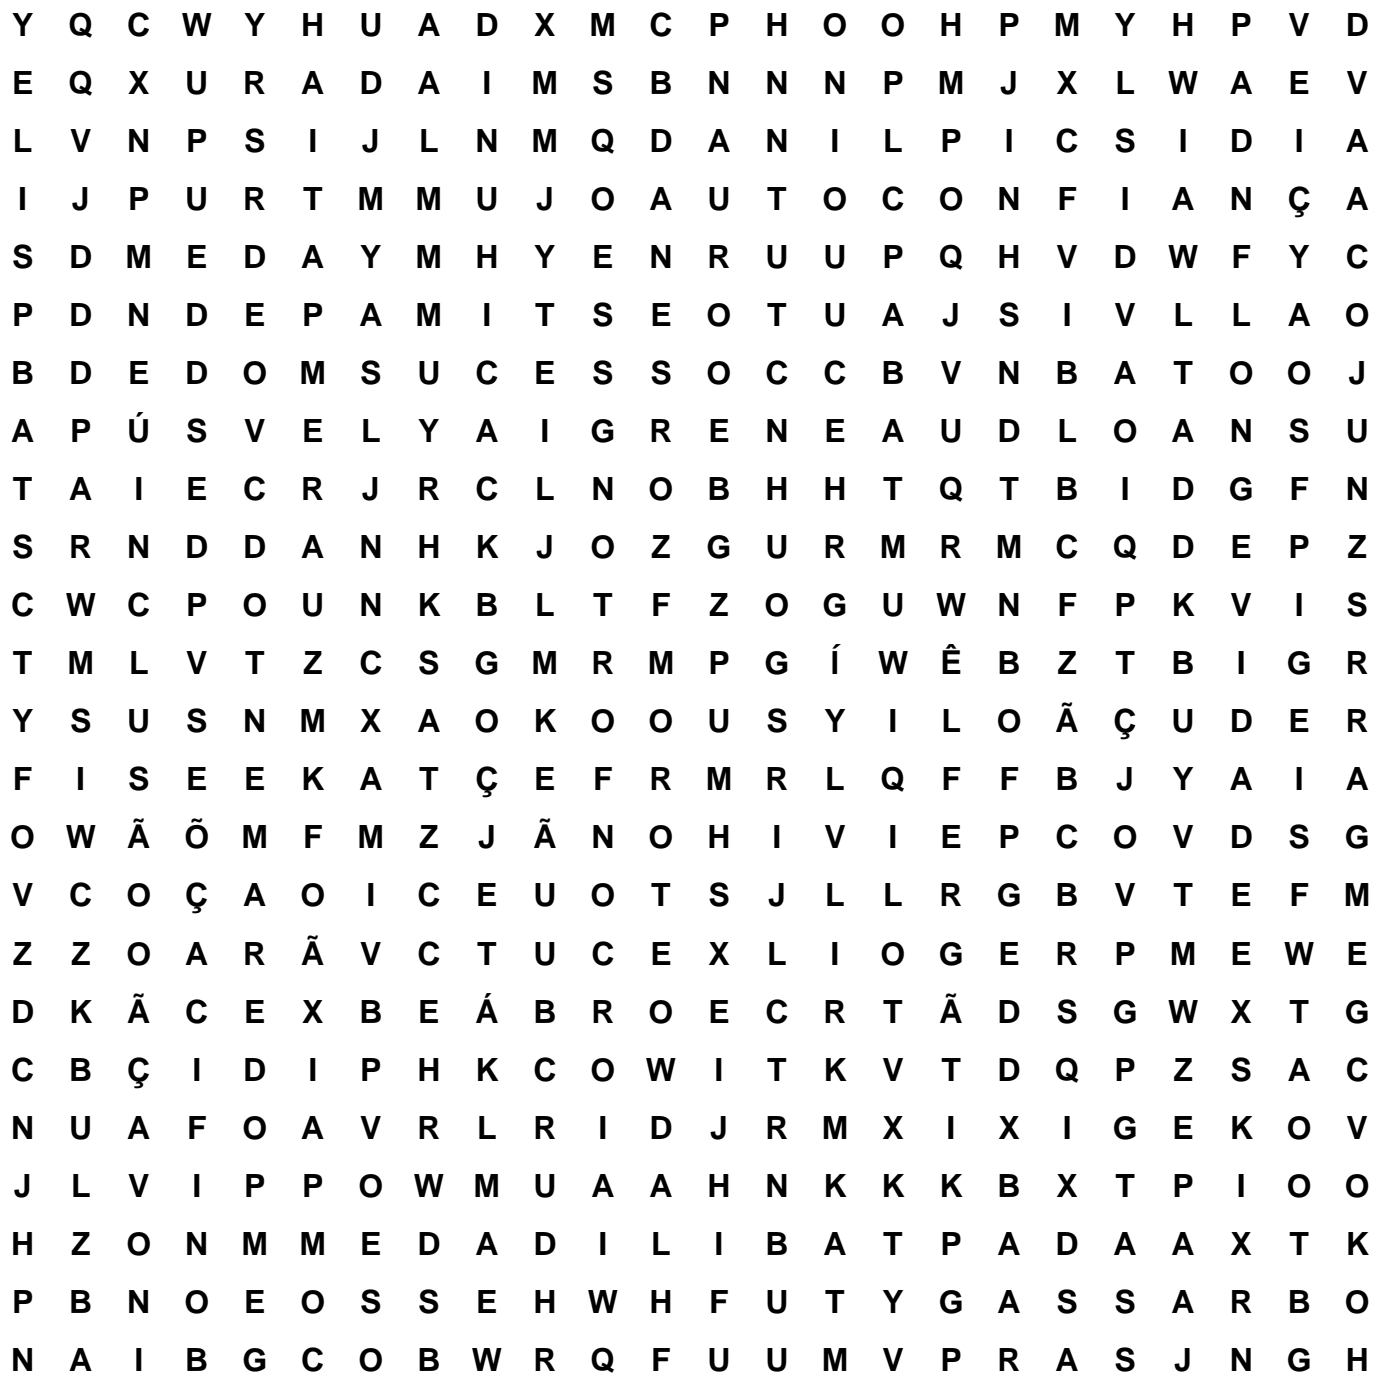 Y Q C W Y H U A D X M C P H O O H P M Y H P V D
E Q X U R A D A I M S B N N N P M J X L W A E V
L V N P S I J L N M Q D A N I L P I C S I D I A
I J P U R T M M U J O A U T O C O N F I A N Ç A
S D M E D A Y M H Y E N R U U P Q H V D W F Y C
P D N D E P A M I T S E O T U A J S I V L L A O
B D E D O M S U C E S S O C C B V N B A T O O J
A P Ú S V E L Y A I G R E N E A U D L O A N S U
T A I E C R J R C L N O B H H T Q T B I D G F N
S R N D D A N H K J O Z G U R M R M C Q D E P Z
C W C P O U N K B L T F Z O G U W N F P K V I S
T M L V T Z C S G M R M P G Í W Ê B Z T B I G R
Y S U S N M X A O K O O U S Y I L O Ã Ç U D E R
F I S E E K A T Ç E F R M R L Q F F B J Y A I A
O W Ã Õ M F M Z J Ã N O H I V I E P C O V D S G
V C O Ç A O I C E U O T S J L L R G B V T E F M
Z Z O A R Ã V C T U C E X L I O G E R P M E W E
D K Ã C E X B E Á B R O E C R T Ã D S G W X T G
C B Ç I D I P H K C O W I T K V T D Q P Z S A C
N U A F O A V R L R I D J R M X I X I G E K O V
J L V I P P O W M U A A H N K K K B X T P I O O
H Z O N M M E D A D I L I B A T P A D A A X T K
P B N O E O S S E H W H F U T Y G A S S A R B O
N A I B G C O B W R Q F U U M V P R A S J N G H